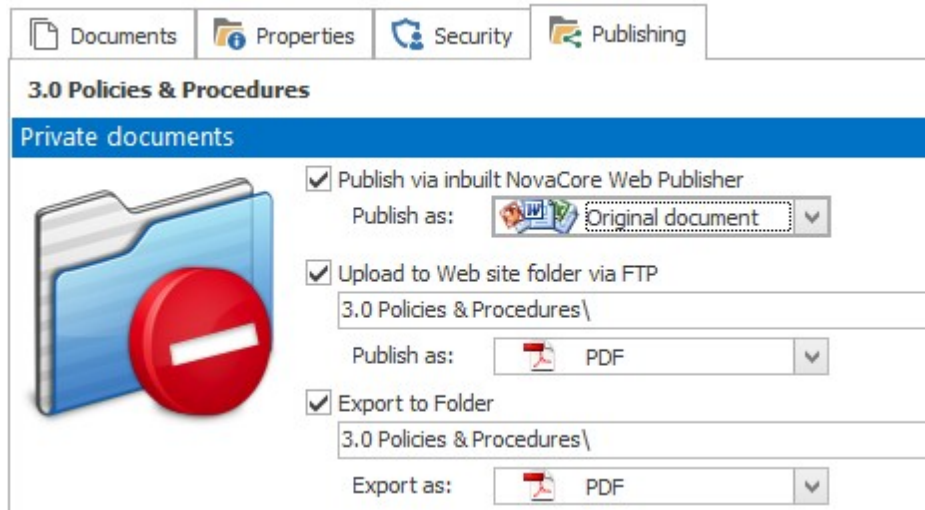 Documents Properties Security Publishing
3.0 Policies & Procedures
Private documents
Publish via inbuilt NovaCore Web Publisher
Publish as: Original document
Upload to Web site folder via FTP
3.0 Policies & Procedures\
Publish as: PDF
Export to Folder
3.0 Policies & Procedures\
Export as: PDF